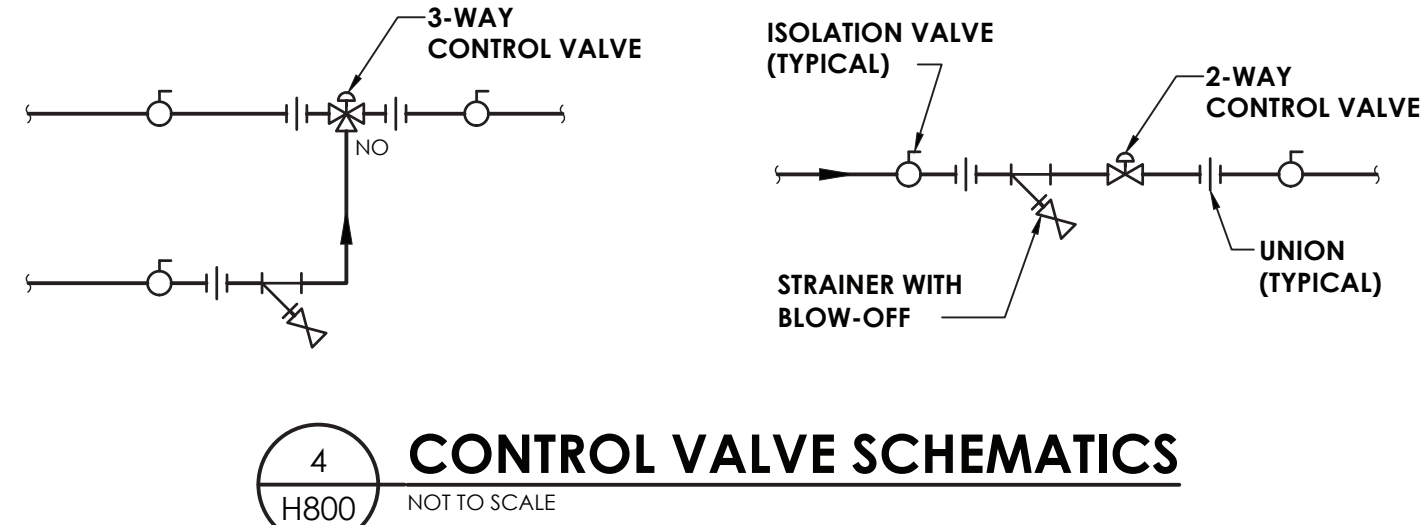 3-WAY
CONTROL VALVE
NO
ISOLATION VALVE
(TYPICAL)
2-WAY
CONTROL VALVE
STRAINER WITH
BLOW-OFF
UNION
(TYPICAL)
4
H800
CONTROL VALVE SCHEMATICS
NOT TO SCALE